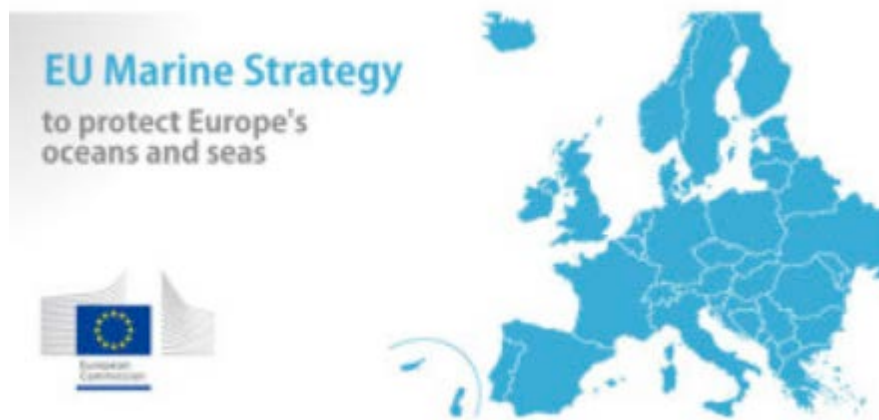 EU Marine Strategy
to protect Europe's
oceans and seas
European
Commission